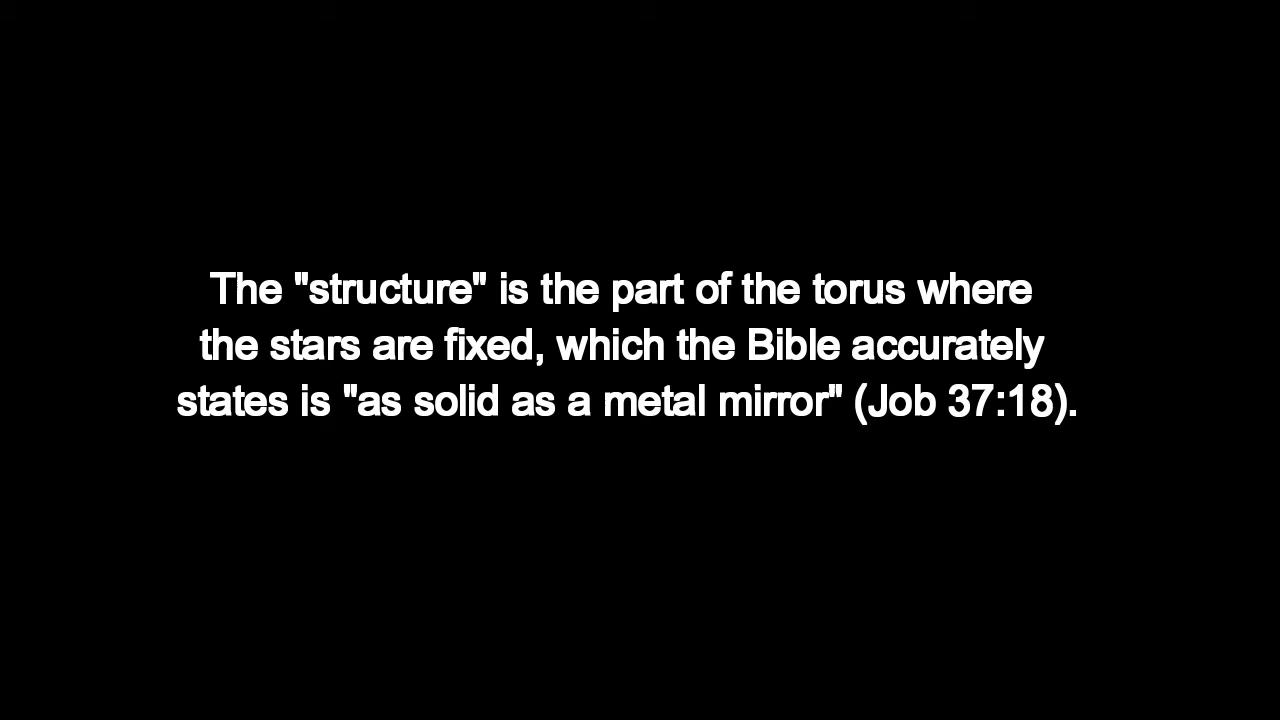 The "structure" is the part of the torus where
the stars are fixed, which the Bible accurately
states is "as solid as a metal mirror" (Job 37:18).